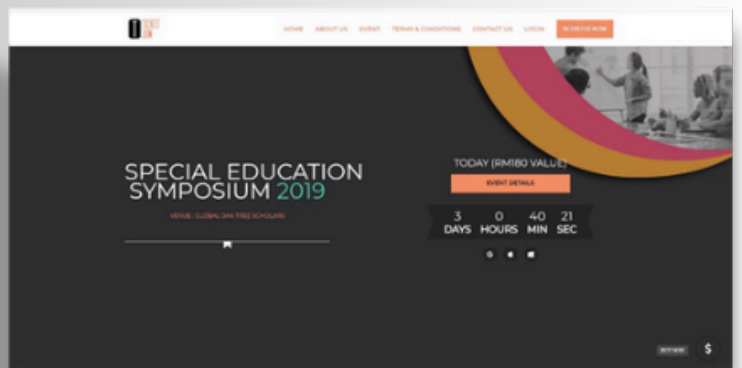 HOME ABOUT US EVENT TERMS & CONDITIONS CONTACT US LOGIN
SPECIAL EDUCATION
SYMPOSIUM 2019
VENUE : GLOBAL OAK TREE SCHOLARS
TODAY (RM180 VALUE)
EVENT DETAILS
3 0 40 21
DAYS HOURS MIN SEC
BUY NOW $